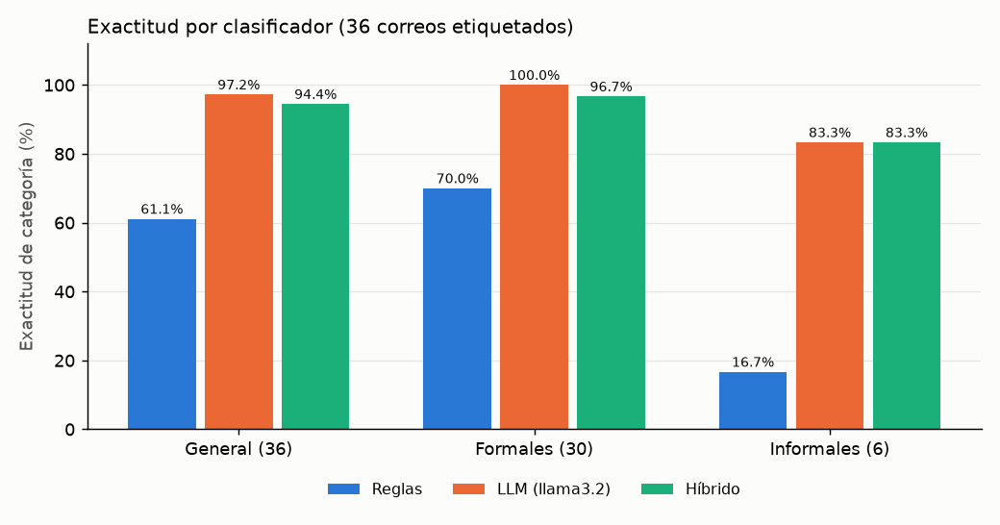 Exactitud por clasificador (36 correos etiquetados)
Exactitud de categoría (%)
100
80
60
40
20
0
61.1%
97.2%
94.4%
70.0%
100.0%
96.7%
16.7%
83.3%
83.3%
General (36)
Formales (30)
Informales (6)
Reglas
LLM (llama3.2)
Híbrido